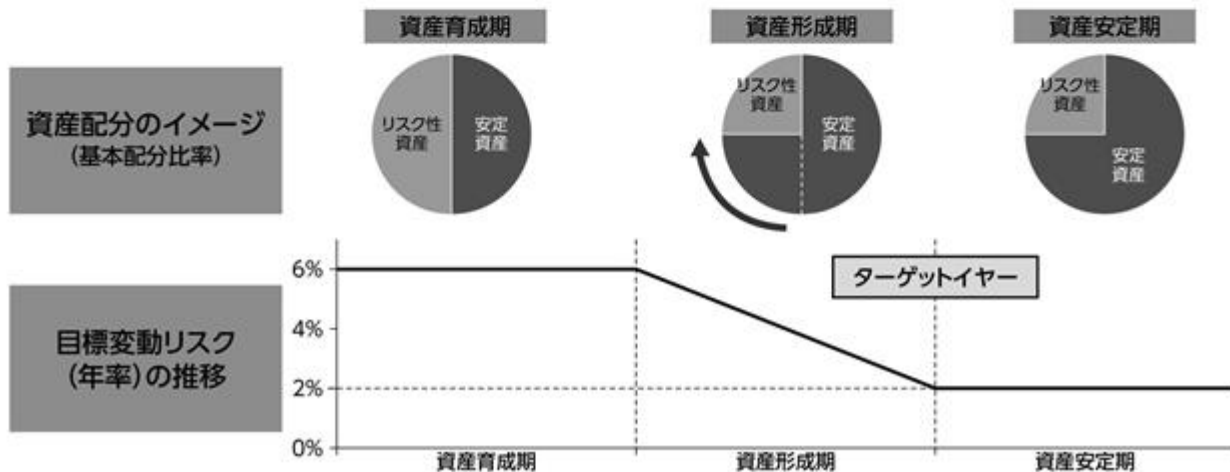 資産育成期
資産形成期
資産安定期
資産配分のイメージ
(基本配分比率)
リスク性
資産
安定
資産
リスク性
資産
安定
資産
リスク性
資産
安定
資産
目標変動リスク
(年率)の推移
6%
4%
2%
0%
ターゲットイヤー
資産育成期
資産形成期
資産安定期